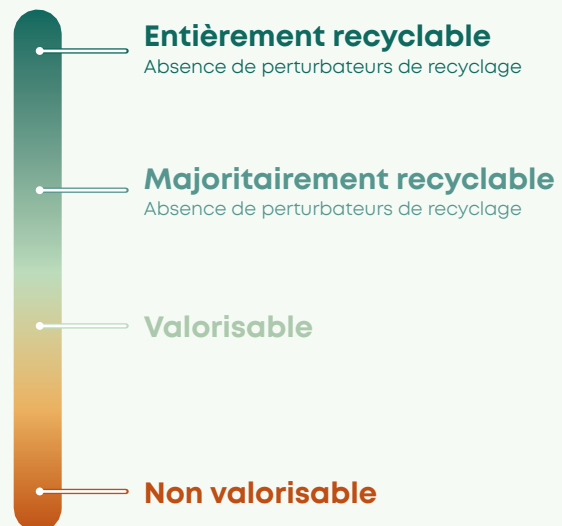 Entièrement recyclable
Absence de perturbateurs de recyclage
Majoritairement recyclable
Absence de perturbateurs de recyclage
Valorisable
Non valorisable